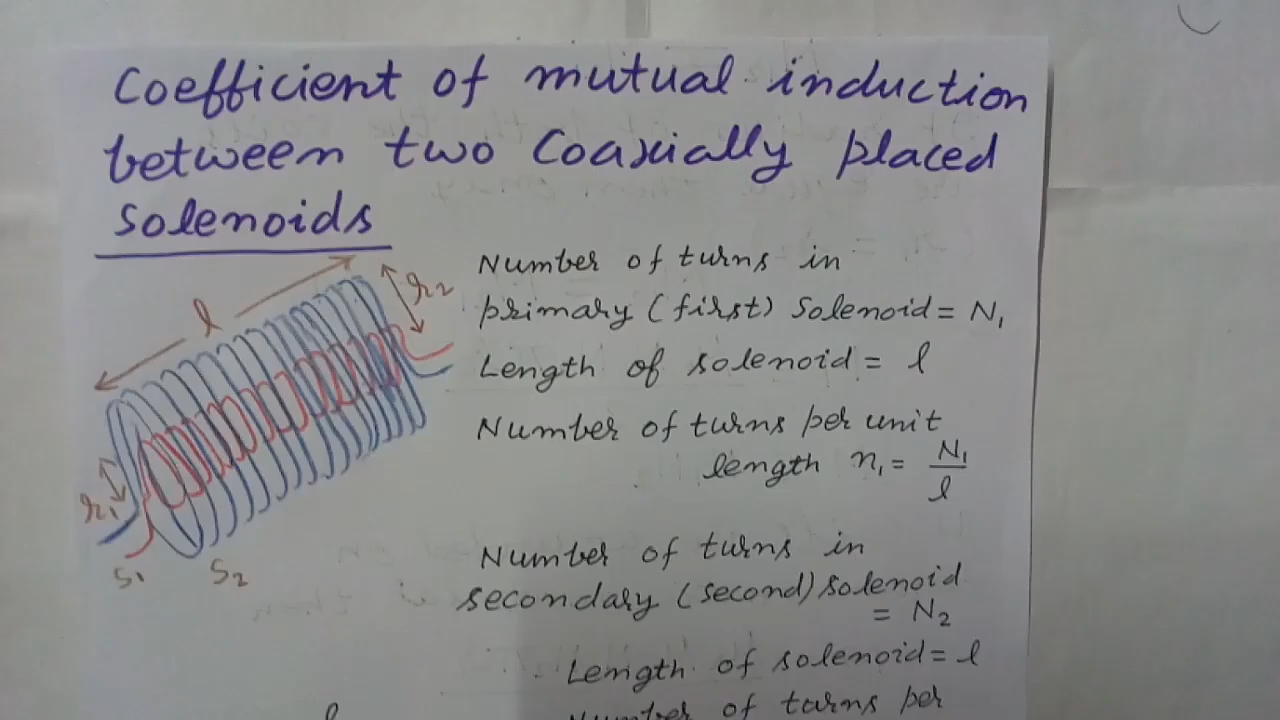 Coefficient of mutual induction
between two Coaxially placed
solenoids
l
r2
r1
S1
S2
Number of turns in
primary (first) solenoid = N1
Length of solenoid = l
Number of turns per unit
length n1 = N1/l
Number of turns in
secondary (second) solenoid
= N2
Length of solenoid = l
Number of turns per